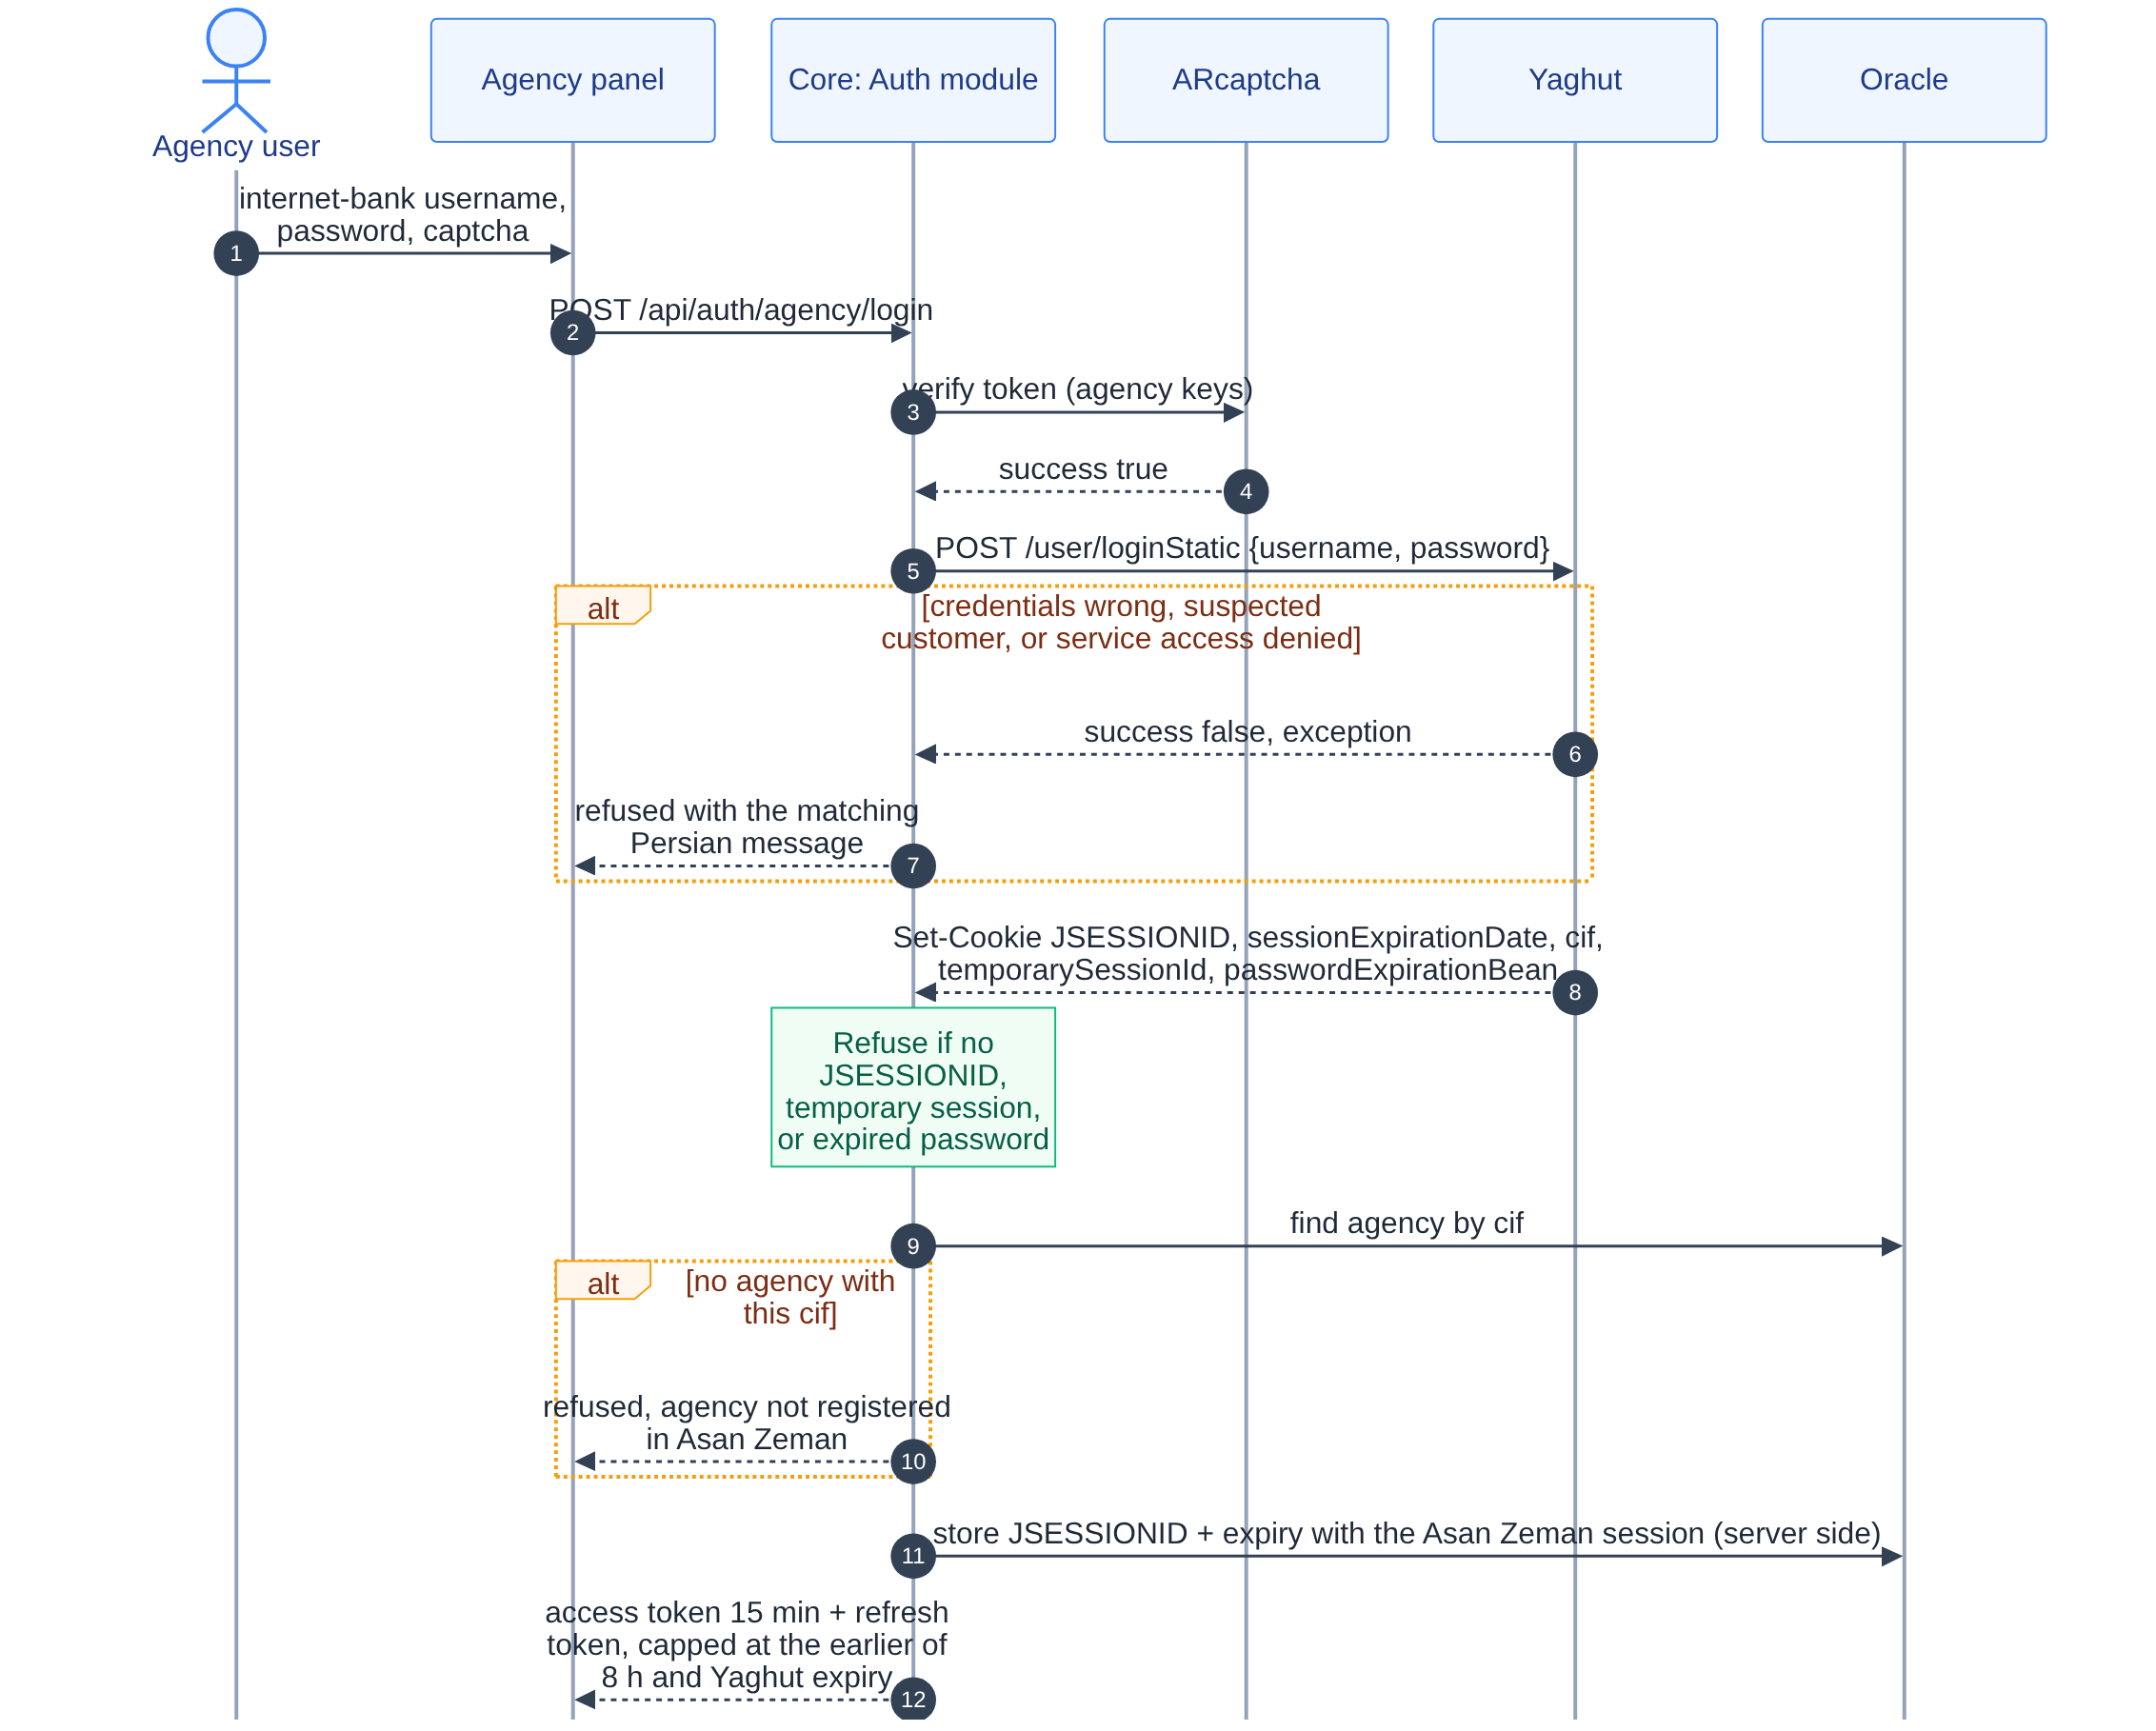 Agency user
Agency panel
Core: Auth module
ARcaptcha
Yaghut
Oracle
internet-bank username,
password, captcha
1
POST /api/auth/agency/login
2
verify token (agency keys)
3
success true
4
POST /user/loginStatic {username, password}
5
alt
[credentials wrong, suspected
customer, or service access denied]
success false, exception
6
refused with the matching
Persian message
7
Set-Cookie JSESSIONID, sessionExpirationDate, cif,
temporarySessionId, passwordExpirationBean
8
Refuse if no
JSESSIONID,
temporary session,
or expired password
find agency by cif
9
alt
[no agency with
this cif]
refused, agency not registered
in Asan Zeman
10
store JSESSIONID + expiry with the Asan Zeman session (server side)
11
access token 15 min + refresh
token, capped at the earlier of
8 h and Yaghut expiry
12